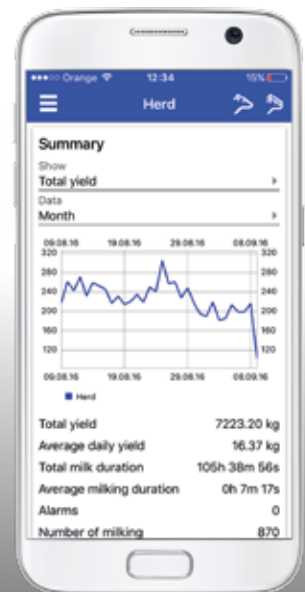 Orange 12:34 15%
Herd
Summary
Show
Total yield
Data
Month
09.08.16 19.08.16 29.08.16 08.09.16
320 320
280 280
240 240
200 200
160 160
120 120
09.08.16 19.08.16 29.08.16 08.09.16
Herd
Total yield 7223.20 kg
Average daily yield 16.37 kg
Total milk duration 105h 38m 56s
Average milking duration 0h 7m 17s
Alarms 0
Number of milking 870